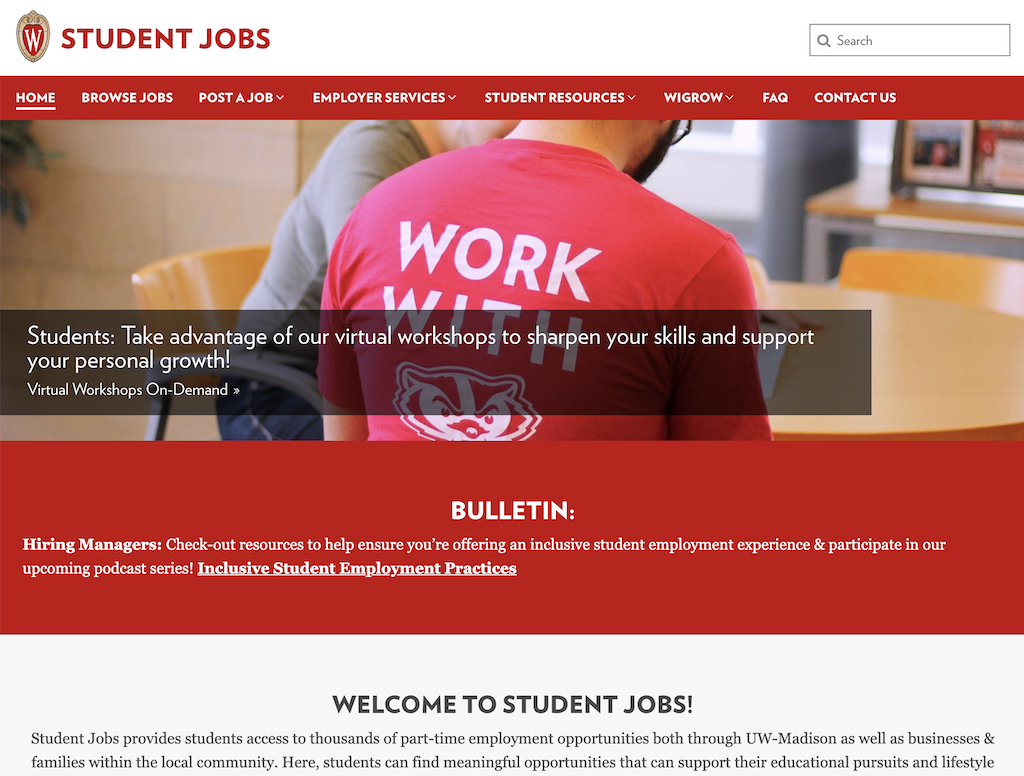 W
STUDENT JOBS
Search
HOME BROWSE JOBS POST A JOB EMPLOYER SERVICES STUDENT RESOURCES WIGROW FAQ CONTACT US
WORK
WITH
Students: Take advantage of our virtual workshops to sharpen your skills and support
your personal growth!
Virtual Workshops On-Demand »
BULLETIN:
Hiring Managers: Check-out resources to help ensure you’re offering an inclusive student employment experience & participate in our
upcoming podcast series! Inclusive Student Employment Practices
WELCOME TO STUDENT JOBS!
Student Jobs provides students access to thousands of part-time employment opportunities both through UW-Madison as well as businesses &
families within the local community. Here, students can find meaningful opportunities that can support their educational pursuits and lifestyle